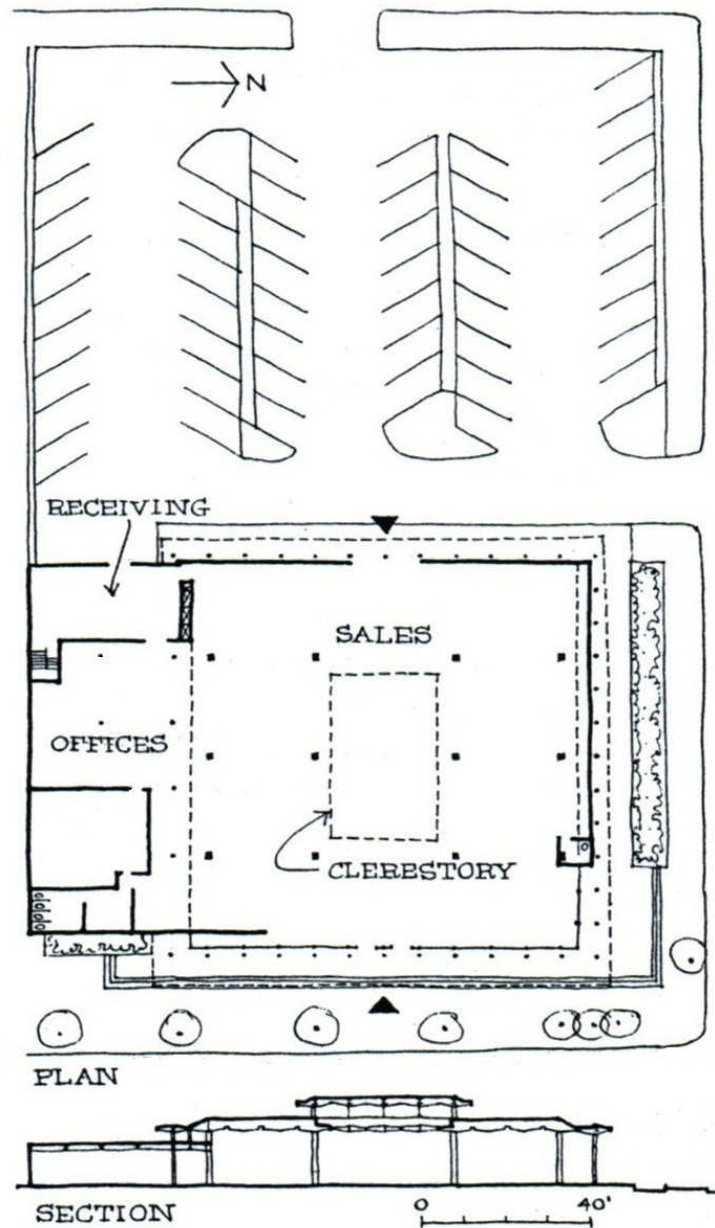 N
RECEIVING
SALES
OFFICES
CLERESTORY
PLAN
SECTION
0 40'